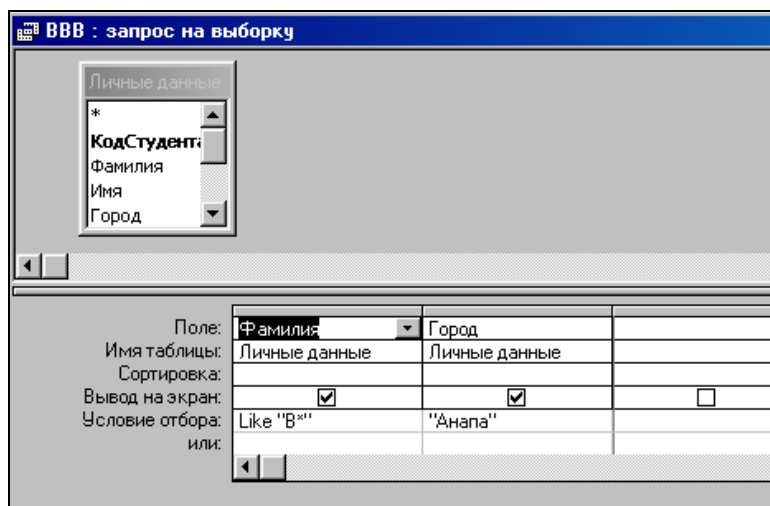 ВВВ : запрос на выборку
Личные данные
*
КодСтудента
Фамилия
Имя
Город
Поле: Фамилия Город
Имя таблицы: Личные данные Личные данные
Сортировка:
Вывод на экран:
Условие отбора: Like "В*" "Анапа"
или: